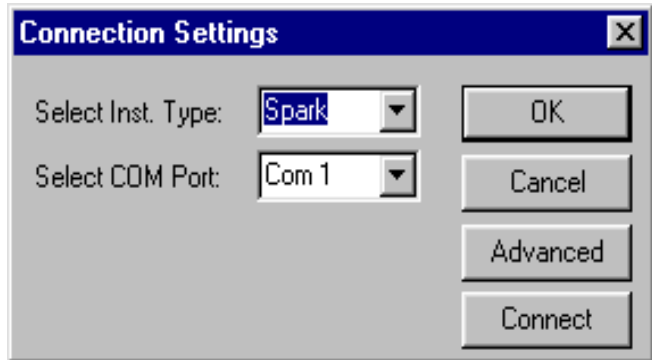 Connection Settings
Select Inst. Type: Spark OK
Select COM Port: Com 1 Cancel
Advanced
Connect